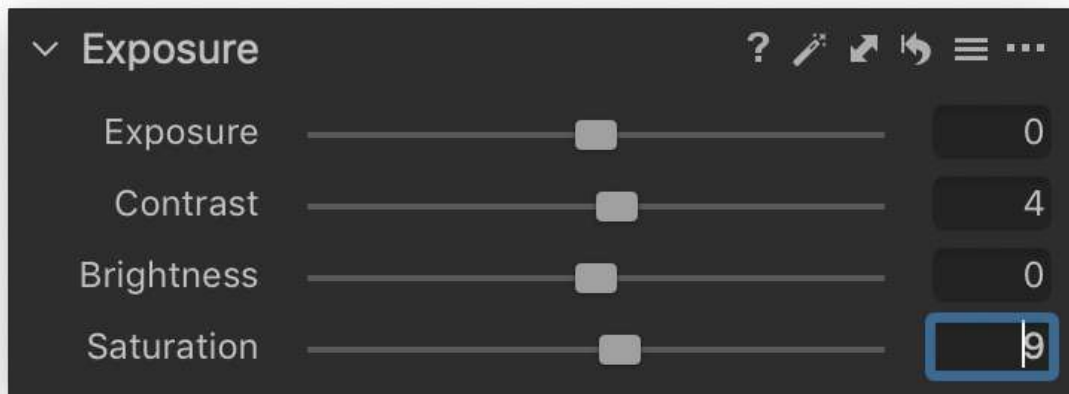 Exposure ?
Exposure 0
Contrast 4
Brightness 0
Saturation 9